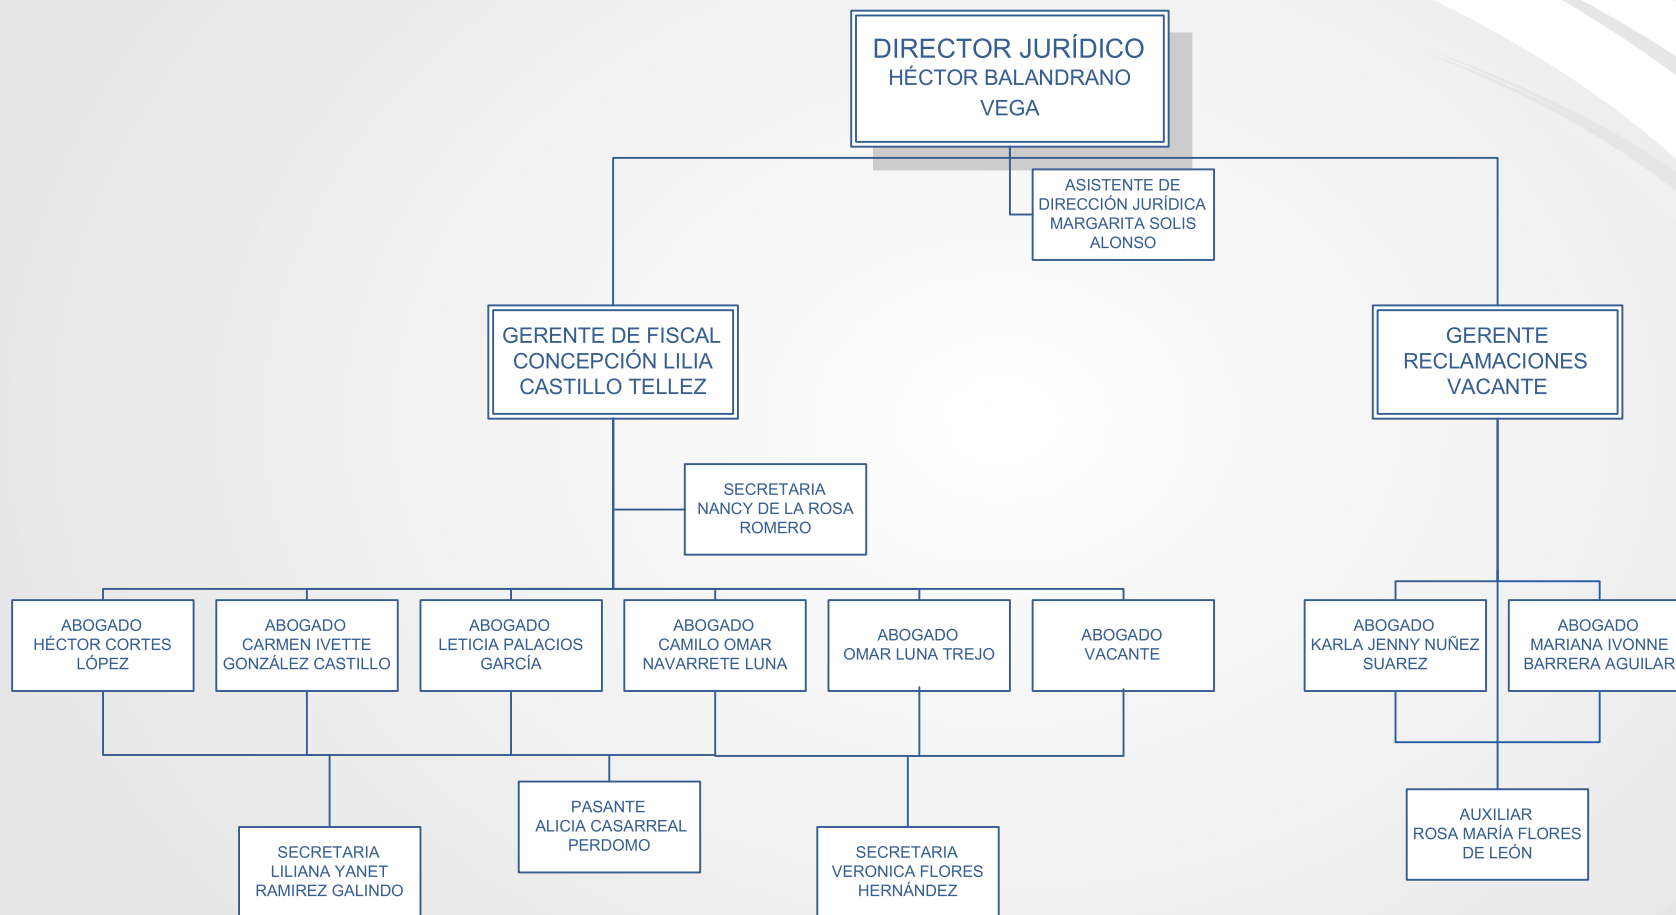 DIRECTOR JURÍDICO
HÉCTOR BALANDRANO
VEGA
ASISTENTE DE
DIRECCIÓN JURÍDICA
MARGARITA SOLIS
ALONSO
GERENTE DE FISCAL
CONCEPCIÓN LILIA
CASTILLO TELLEZ
GERENTE
RECLAMACIONES
VACANTE
SECRETARIA
NANCY DE LA ROSA
ROMERO
ABOGADO
HÉCTOR CORTES
LÓPEZ
ABOGADO
CARMEN IVETTE
GONZÁLEZ CASTILLO
ABOGADO
LETICIA PALACIOS
GARCÍA
ABOGADO
CAMILO OMAR
NAVARRETE LUNA
ABOGADO
OMAR LUNA TREJO
ABOGADO
VACANTE
ABOGADO
KARLA JENNY NUÑEZ
SUAREZ
ABOGADO
MARIANA IVONNE
BARRERA AGUILAR
PASANTE
ALICIA CASARREAL
PERDOMO
AUXILIAR
ROSA MARÍA FLORES
DE LEÓN
SECRETARIA
LILIANA YANET
RAMIREZ GALINDO
SECRETARIA
VERONICA FLORES
HERNÁNDEZ